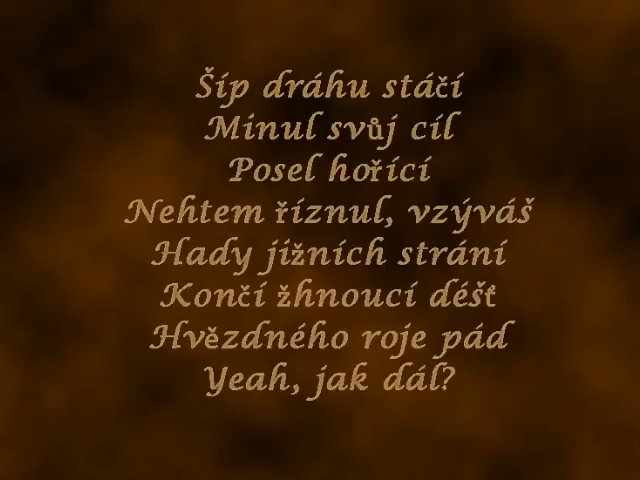 Šíp dráhu stáčí
Minul svůj cíl
Posel hořící
Nehtem říznul, vzýváš
Hady jižních strání
Končí žhnoucí déšť
Hvězdného roje pád
Yeah, jak dál?